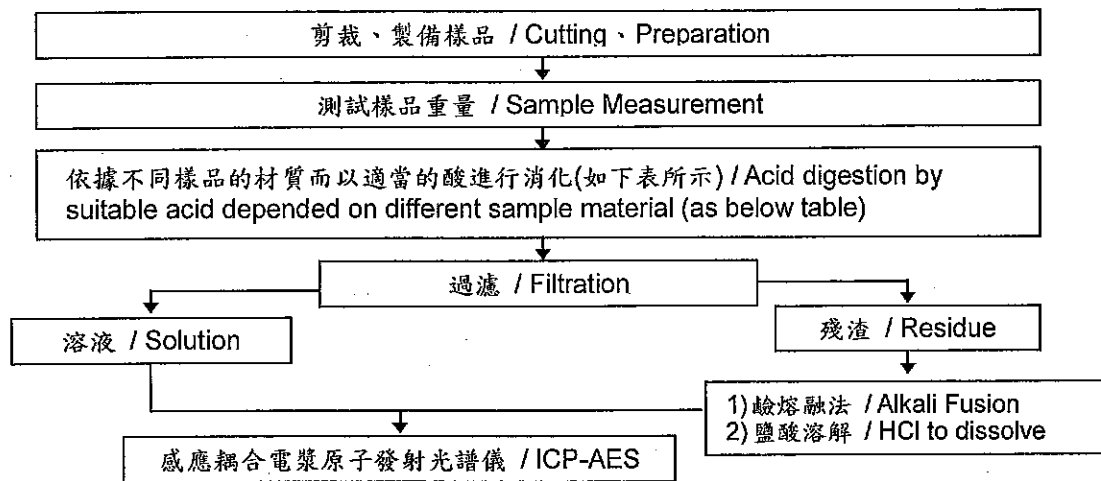 剪裁、製備樣品 / Cutting、Preparation
測試樣品重量 / Sample Measurement
依據不同樣品的材質而以適當的酸進行消化(如下表所示) / Acid digestion by
suitable acid depended on different sample material (as below table)
過濾 / Filtration
溶液 / Solution
殘渣 / Residue
1) 鹼熔融法 / Alkali Fusion
2) 鹽酸溶解 / HCl to dissolve
感應耦合電漿原子發射光譜儀 / ICP-AES